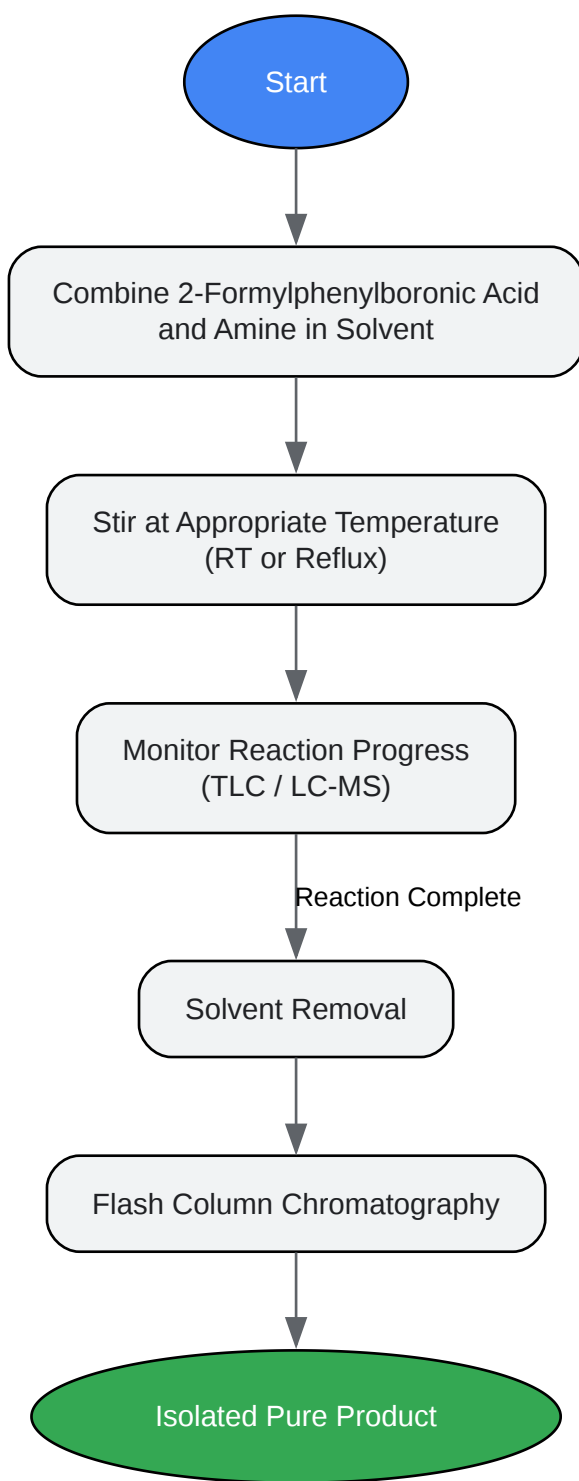 Start
Combine 2-Formylphenylboronic Acid
and Amine in Solvent
Stir at Appropriate Temperature
(RT or Reflux)
Monitor Reaction Progress
(TLC / LC-MS)
Reaction Complete
Solvent Removal
Flash Column Chromatography
Isolated Pure Product